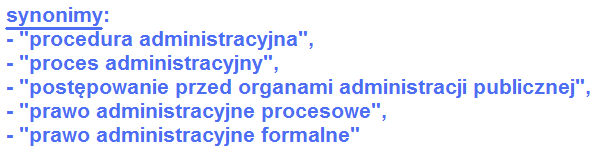 synonimy:
- "procedura administracyjna",
- "proces administracyjny",
- "postępowanie przed organami administracji publicznej",
- "prawo administracyjne procesowe",
- "prawo administracyjne formalne"